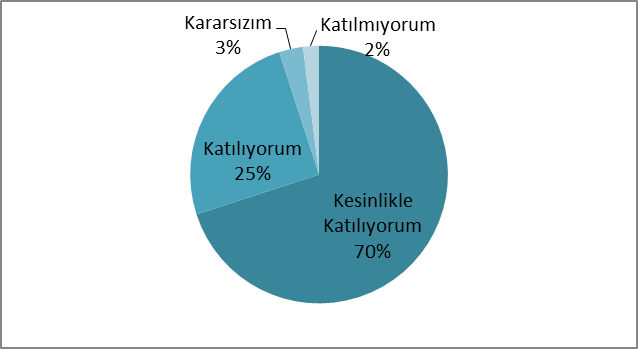 Kararsızım
3%
Katılmıyorum
2%
Katılıyorum
25%
Kesinlikle
Katılıyorum
70%